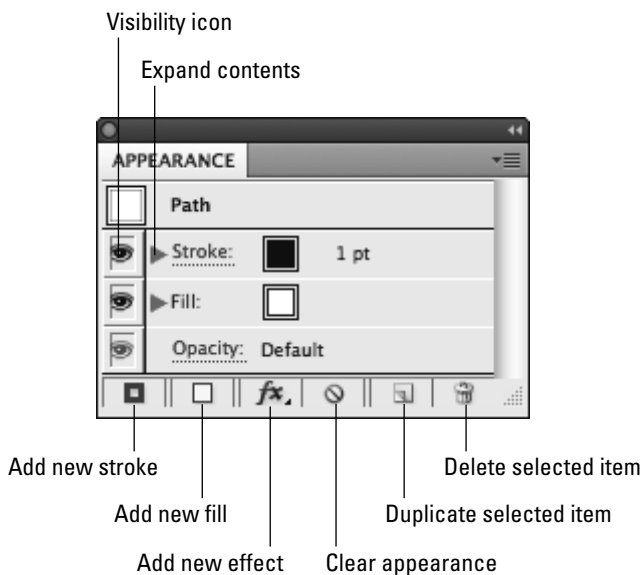 Visibility icon
Expand contents
APPEARANCE
Path
Stroke: 1 pt
Fill:
Opacity: Default
fx
Add new stroke
Delete selected item
Add new fill
Duplicate selected item
Add new effect
Clear appearance